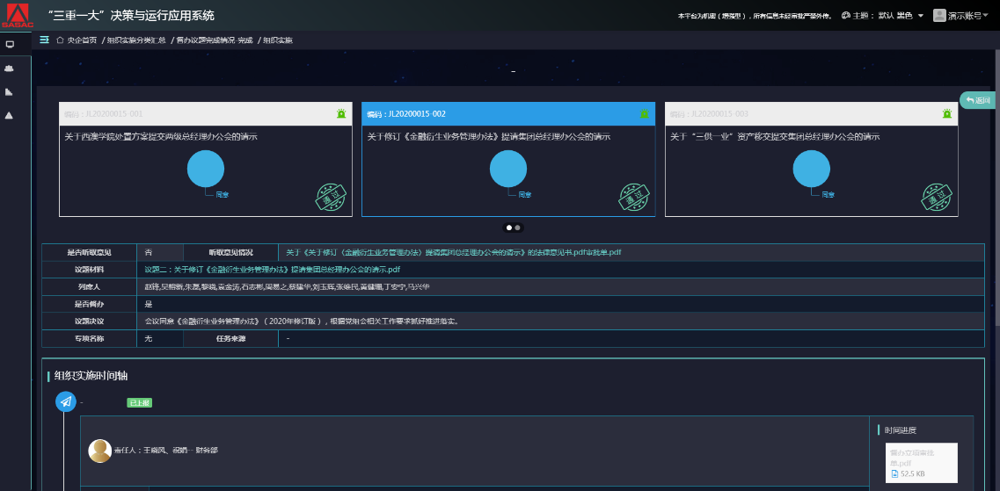 SASAC
“三重一大”决策与运行应用系统
本平台为机密（增强型），所有信息未经审批严禁外传。
主题： 默认 黑色
演示账号
央企首页 / 组织实施分类汇总 / 督办议题完成情况-完成 / 组织实施
返回
编码：JL20200015-001
关于西澳学院处置方案提交两级总经理办公会的请示
同意
通过
编码：JL20200015-002
关于修订《金融衍生业务管理办法》提请集团总经理办公会的请示
同意
通过
编码：JL20200015-003
关于“三供一业”资产移交提交集团总经理办公会的请示
同意
通过
是否听取意见 否 听取意见情况 关于《关于修订〈金融衍生业务管理办法〉提请集团总经理办公会的请示》的法律意见书.pdf审批单.pdf
议题材料 议题二：关于修订《金融衍生业务管理办法》提请集团总经理办公会的请示.pdf
列席人 赵锋,吴榕新,朱磊,黎晓,袁金涛,石志彬,周易之,蔡建华,刘玉辉,张维民,黄健珊,丁安宁,马兴华
是否督办 是
议题决议 会议同意《金融衍生业务管理办法》（2020年修订版），根据党组会相关工作要求抓好推进落实。
专项名称 无 任务来源 -
组织实施时间轴
- 已上报
责任人：王晓风、祝娟-- 财务部
时间进度
督办立项审批
单.pdf
52.5 KB